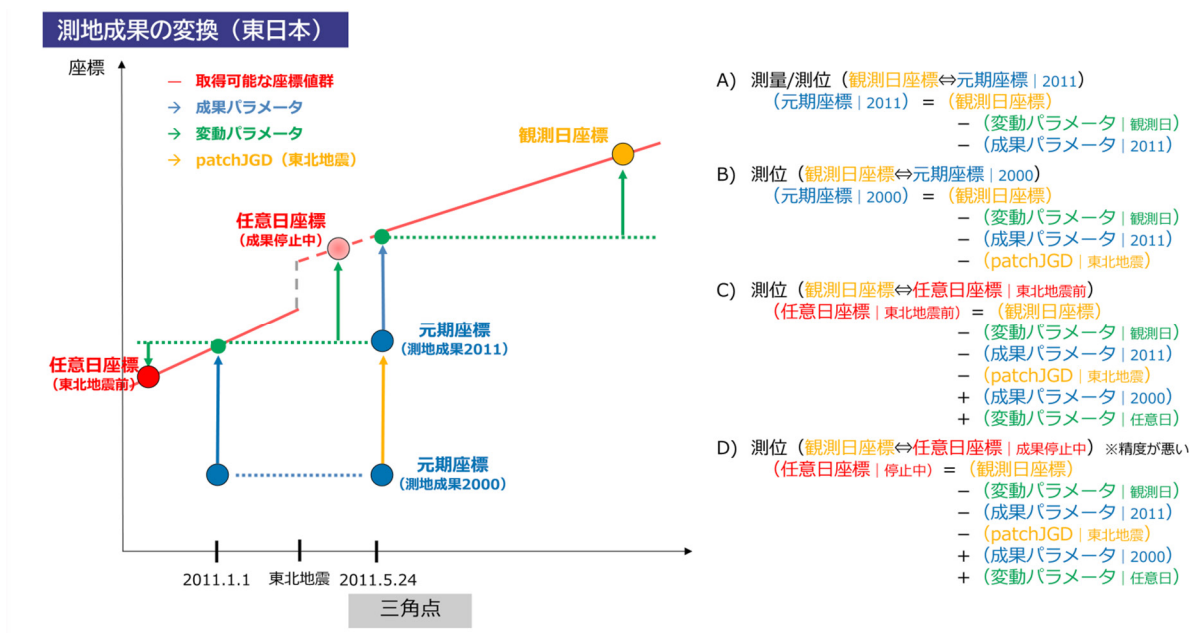 測地成果の変換（東日本）
座標
取得可能な座標値群
成果パラメータ
変動パラメータ
patchJGD（東北地震）
観測日座標
任意日座標
（成果停止中）
元期座標
（測地成果2011）
任意日座標
（東北地震前）
元期座標
（測地成果2000）
2011.1.1
東北地震
2011.5.24
三角点
A) 測量/測位（観測日座標⇔元期座標｜2011）
（元期座標｜2011）＝（観測日座標）
－（変動パラメータ｜観測日）
－（成果パラメータ｜2011）
B) 測位（観測日座標⇔元期座標｜2000）
（元期座標｜2000）＝（観測日座標）
－（変動パラメータ｜観測日）
－（成果パラメータ｜2011）
－（patchJGD｜東北地震）
C) 測位（観測日座標⇔任意日座標｜東北地震前）
（任意日座標｜東北地震前）＝（観測日座標）
－（変動パラメータ｜観測日）
－（成果パラメータ｜2011）
－（patchJGD｜東北地震）
＋（成果パラメータ｜2000）
＋（変動パラメータ｜任意日）
D) 測位（観測日座標⇔任意日座標｜成果停止中）※精度が悪い
（任意日座標｜停止中）＝（観測日座標）
－（変動パラメータ｜観測日）
－（成果パラメータ｜2011）
－（patchJGD｜東北地震）
＋（成果パラメータ｜2000）
＋（変動パラメータ｜任意日）